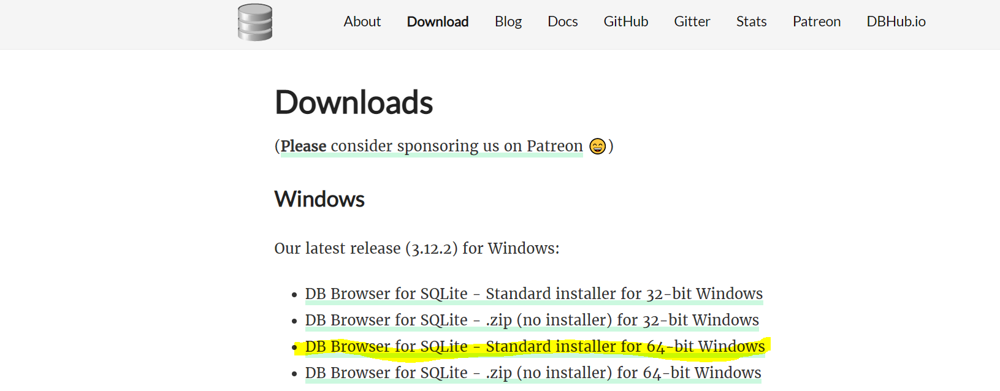 About Download Blog Docs GitHub Gitter Stats Patreon DBHub.io
Downloads
(Please consider sponsoring us on Patreon 😄)
Windows
Our latest release (3.12.2) for Windows:
• DB Browser for SQLite - Standard installer for 32-bit Windows
• DB Browser for SQLite - .zip (no installer) for 32-bit Windows
• DB Browser for SQLite - Standard installer for 64-bit Windows
• DB Browser for SQLite - .zip (no installer) for 64-bit Windows